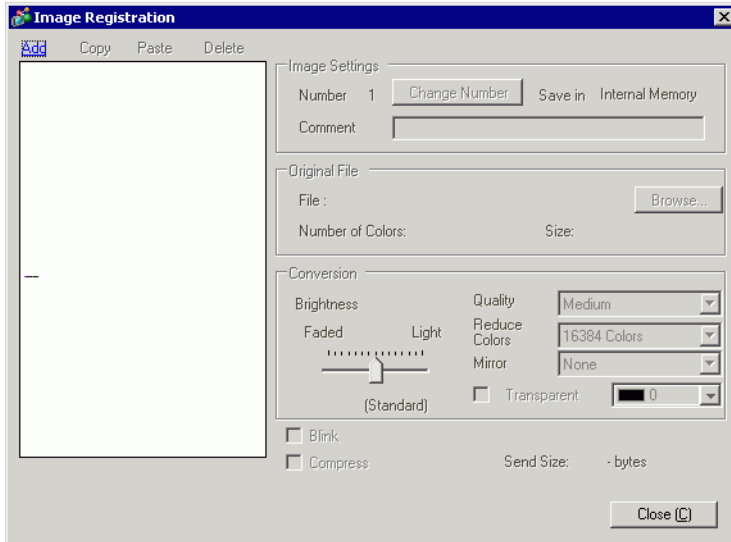 Image Registration
Add Copy Paste Delete
Image Settings
Number 1 Change Number Save in Internal Memory
Comment
Original File
File : Browse...
Number of Colors: Size:
Conversion
Brightness Quality Medium
Faded Light Reduce Colors 16384 Colors
Mirror None
(Standard) Transparent 0
Blink
Compress Send Size: - bytes
Close (C)